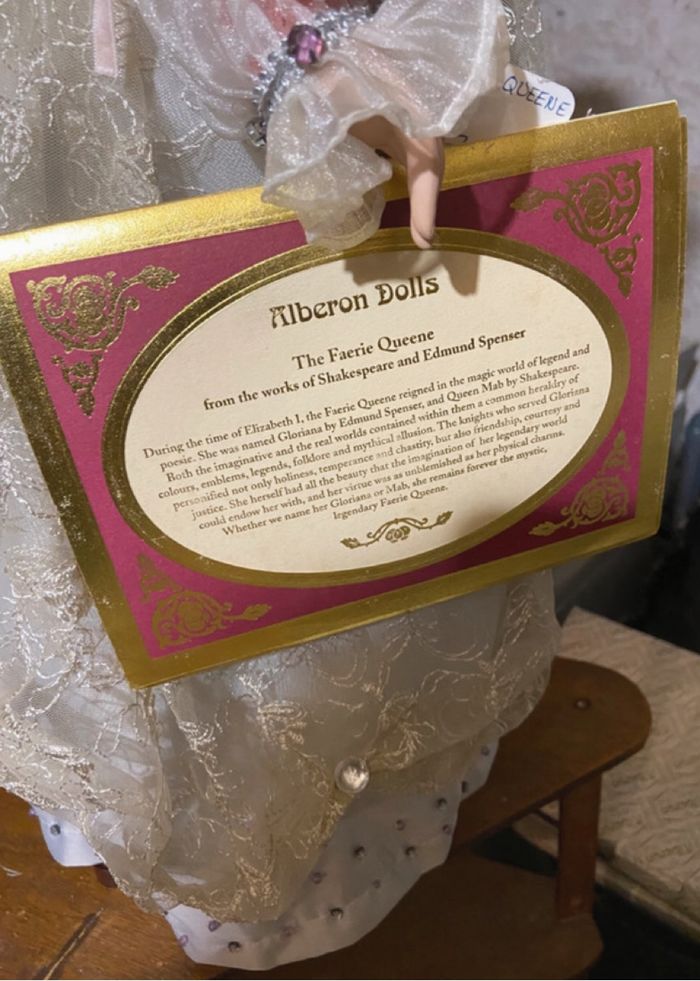 QUEENE
Alberon Dolls
The Faerie Queene
from the works of Shakespeare and Edmund Spenser
During the time of Elizabeth I, the Faerie Queene reigned in the magic world of legend and
poesie. She was named Gloriana by Edmund Spenser, and Queen Mab by Shakespeare.
Both the imaginative and the real worlds contained within them a common heraldry of
colours, emblems, legends, folklore and mythical allusion. The knights who served Gloriana
personified not only holiness, temperance and chastity, but also friendship, courtesy and
justice. She herself had all the beauty that the imagination of her legendary world
could endow her with, and her virtue was as unblemished as her physical charms.
Whether we name her Gloriana or Mab, she remains forever the mystic,
legendary Faerie Queene.